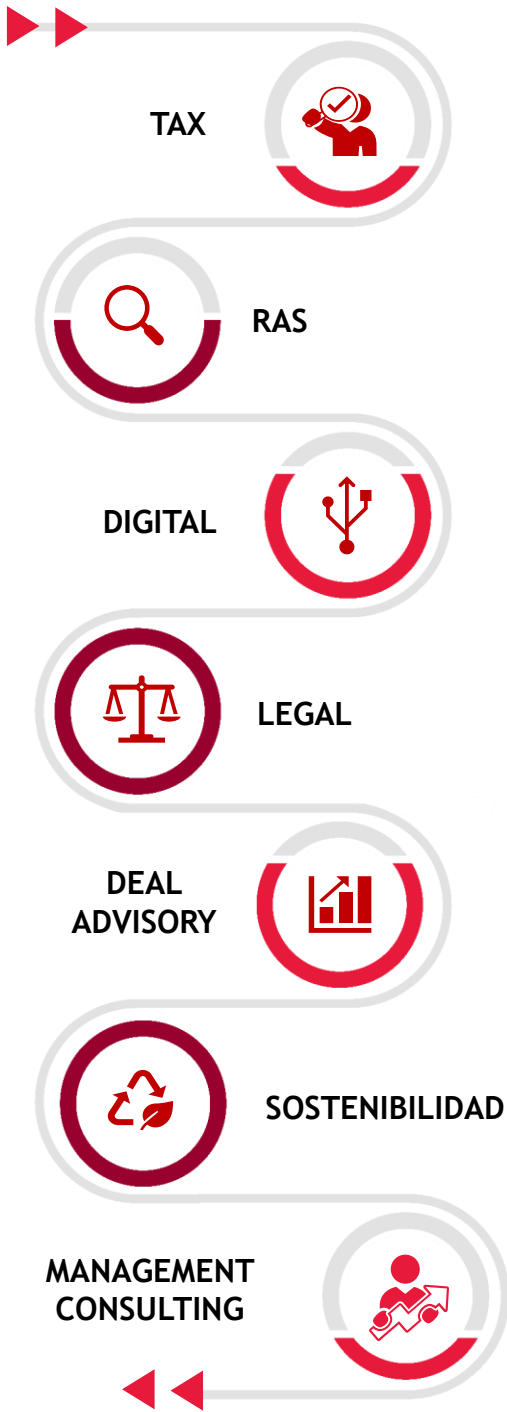 TAX
RAS
DIGITAL
LEGAL
DEAL
ADVISORY
SOSTENIBILIDAD
MANAGEMENT
CONSULTING